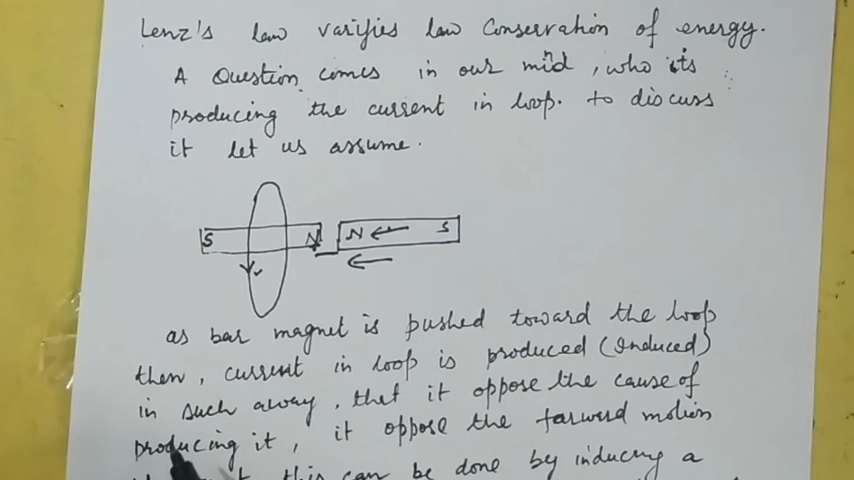 Lenz's law varifies law conservation of energy.
A Question comes in our mind, who its
producing the current in loop. to discuss
it let us assume.
S N N S
as bar magnet is pushed toward the loop
then, current in loop is produced (Induced)
in such away, that it oppose the cause of
producing it, it oppose the farward motion
this can be done by inducing a